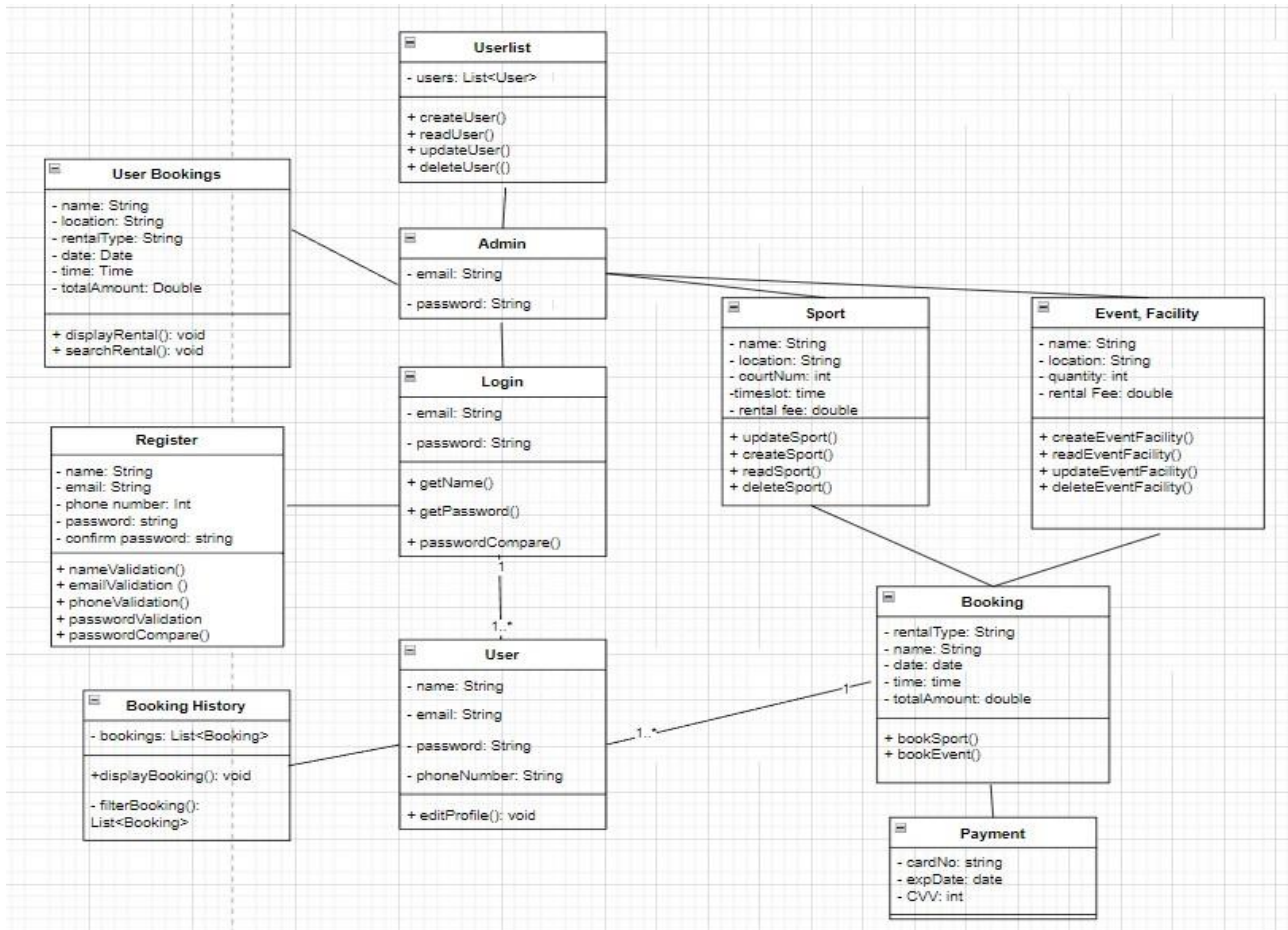 Userlist
- users: List<User>
+ createUser()
+ readUser()
+ updateUser()
+ deleteUser(()
User Bookings
- name: String
- location: String
- rentalType: String
- date: Date
- time: Time
- totalAmount: Double
+ displayRental(): void
+ searchRental(): void
Admin
- email: String
- password: String
Sport
- name: String
- location: String
- courtNum: int
-timeslot: time
- rental fee: double
+ updateSport()
+ createSport()
+ readSport()
+ deleteSport()
Event, Facility
- name: String
- location: String
- quantity: int
- rental Fee: double
+ createEventFacility()
+ readEventFacility()
+ updateEventFacility()
+ deleteEventFacility()
Login
- email: String
- password: String
+ getName()
+ getPassword()
+ passwordCompare()
Register
- name: String
- email: String
- phone number: Int
- password: string
- confirm password: string
+ nameValidation()
+ emailValidation ()
+ phoneValidation()
+ passwordValidation
+ passwordCompare()
1
1..*
User
- name: String
- email: String
- password: String
- phoneNumber: String
+ editProfile(): void
Booking History
- bookings: List<Booking>
+displayBooking(): void
- filterBooking():
List<Booking>
1..*
1
Booking
- rentalType: String
- name: String
- date: date
- time: time
- totalAmount: double
+ bookSport()
+ bookEvent()
Payment
- cardNo: string
- expDate: date
- CVV: int